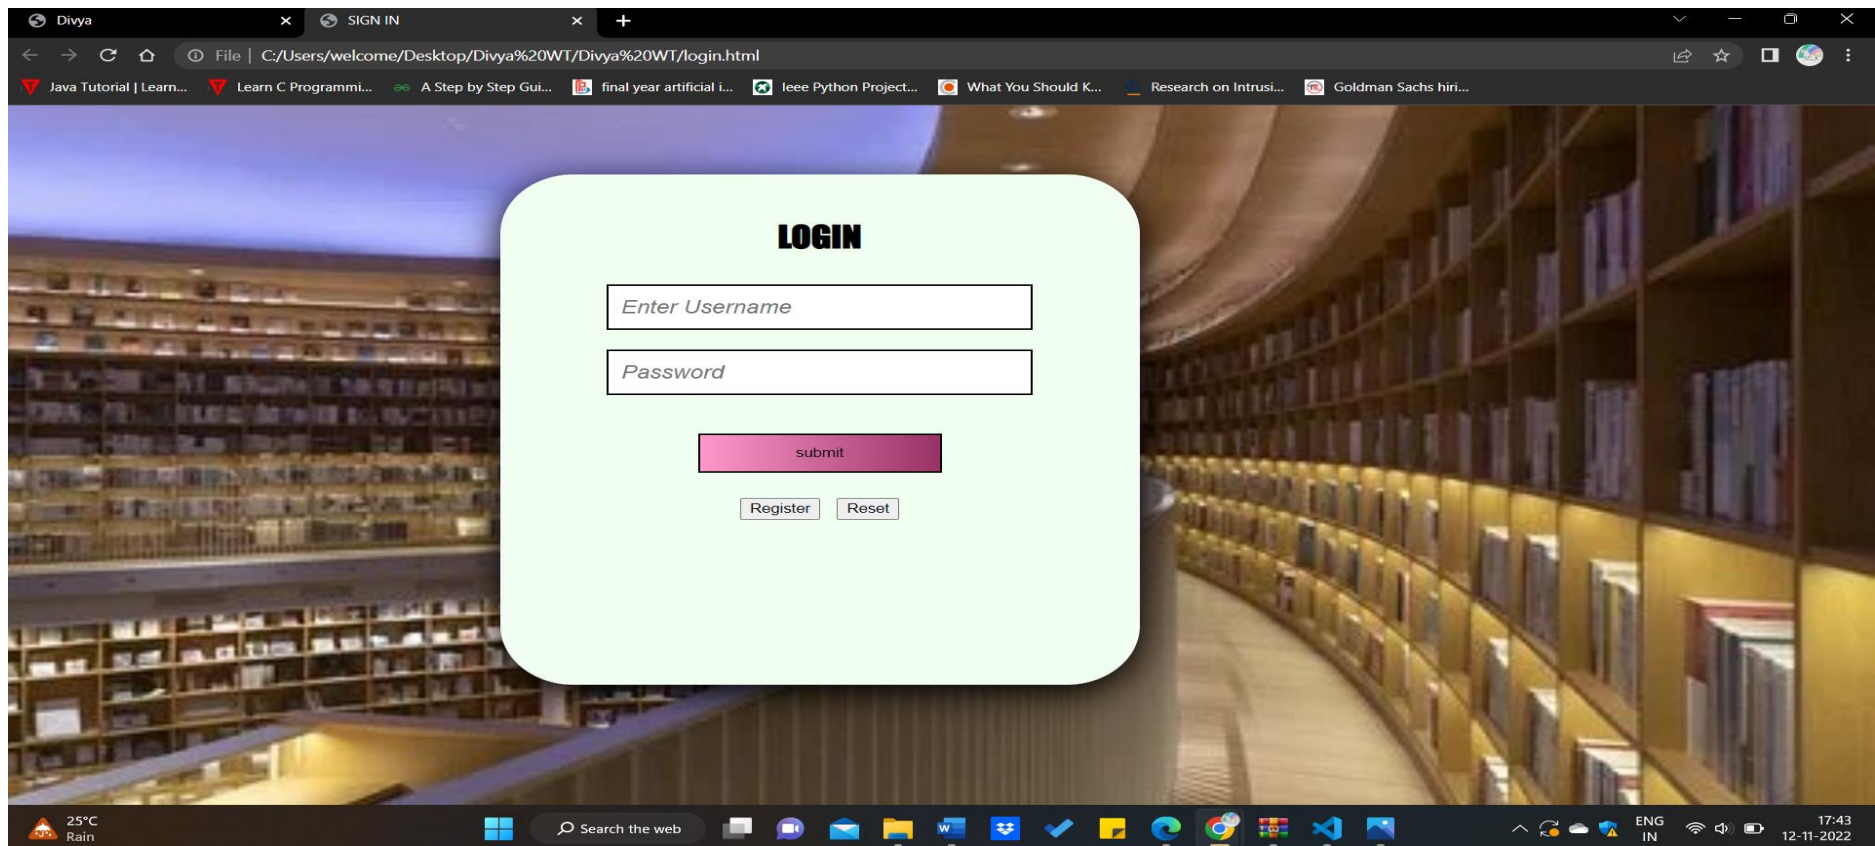 Divya
SIGN IN
File | C:/Users/welcome/Desktop/Divya%20WT/Divya%20WT/login.html
Java Tutorial | Learn...
Learn C Programmi...
A Step by Step Gui...
final year artificial i...
Ieee Python Project...
What You Should K...
Research on Intrusi...
Goldman Sachs hiri...
LOGIN
Enter Username
Password
submit
Register Reset
25°C
Rain
Search the web
ENG
IN
17:43
12-11-2022